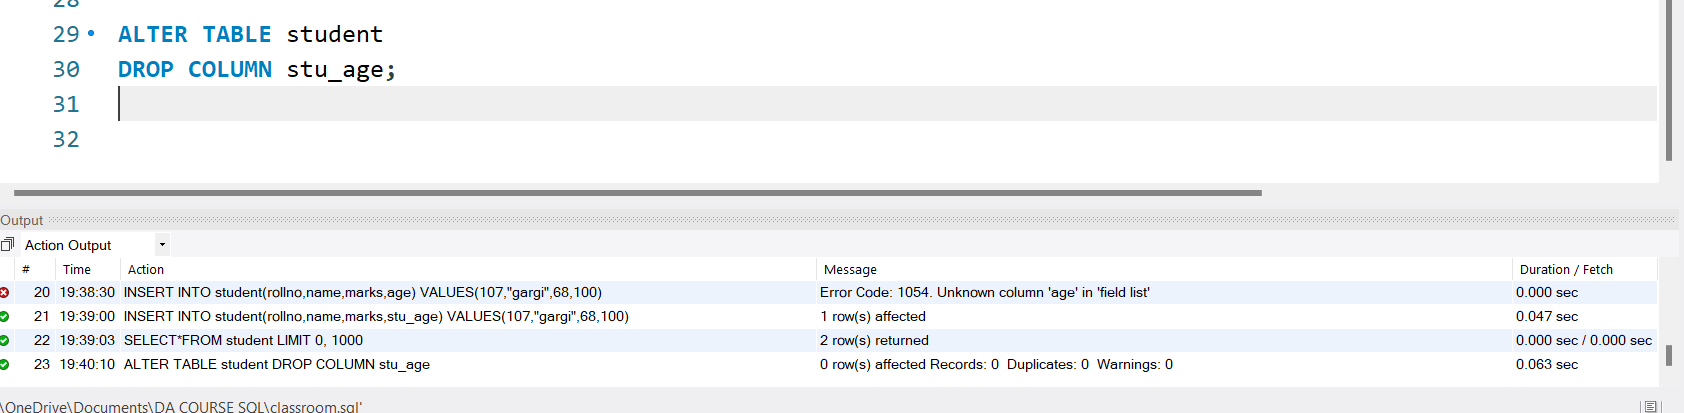 28
29 ALTER TABLE student
30 DROP COLUMN stu_age;
31
32
Output
Action Output
# Time Action Message Duration / Fetch
20 19:38:30 INSERT INTO student(rollno,name,marks,age) VALUES(107,"gargi",68,100) Error Code: 1054. Unknown column 'age' in 'field list' 0.000 sec
21 19:39:00 INSERT INTO student(rollno,name,marks,stu_age) VALUES(107,"gargi",68,100) 1 row(s) affected 0.047 sec
22 19:39:03 SELECT*FROM student LIMIT 0, 1000 2 row(s) returned 0.000 sec / 0.000 sec
23 19:40:10 ALTER TABLE student DROP COLUMN stu_age 0 row(s) affected Records: 0  Duplicates: 0  Warnings: 0 0.063 sec
\OneDrive\Documents\DA COURSE SQL\classroom.sql'